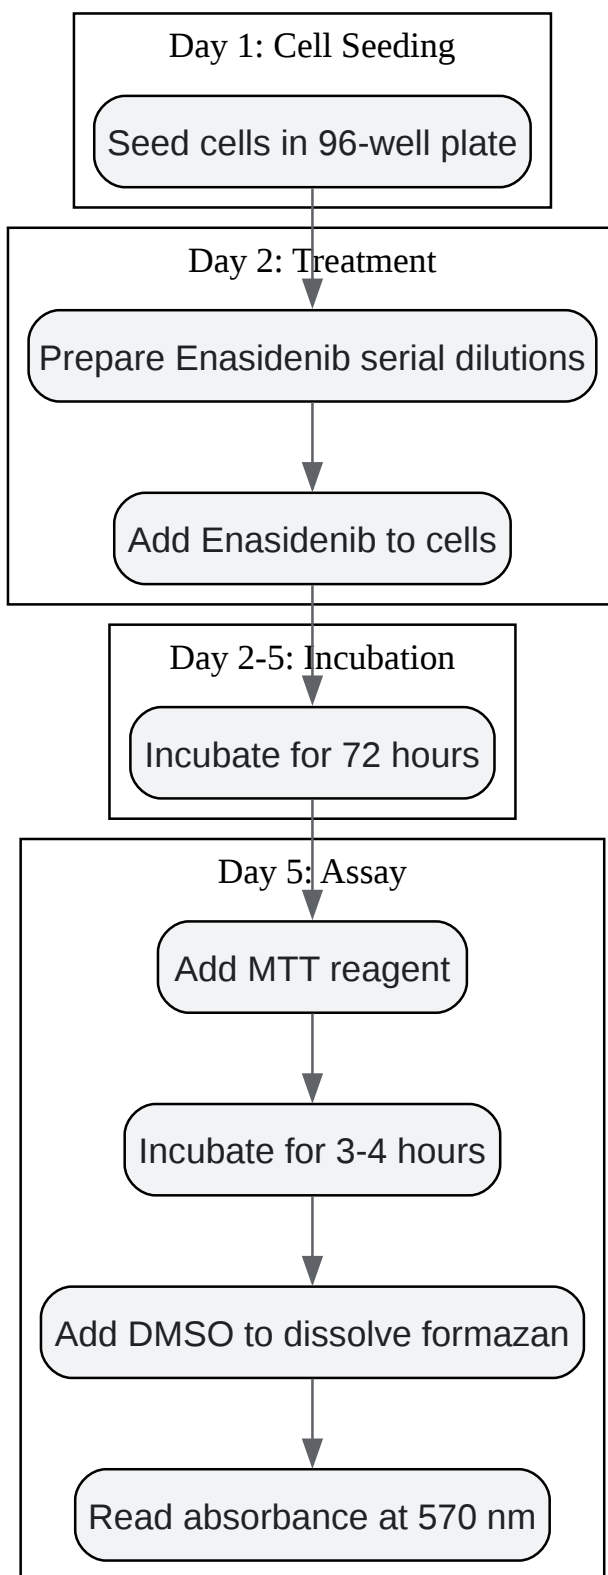 Day 1: Cell Seeding
Seed cells in 96-well plate
Day 2: Treatment
Prepare Enasidenib serial dilutions
Add Enasidenib to cells
Day 2-5: Incubation
Incubate for 72 hours
Day 5: Assay
Add MTT reagent
Incubate for 3-4 hours
Add DMSO to dissolve formazan
Read absorbance at 570 nm